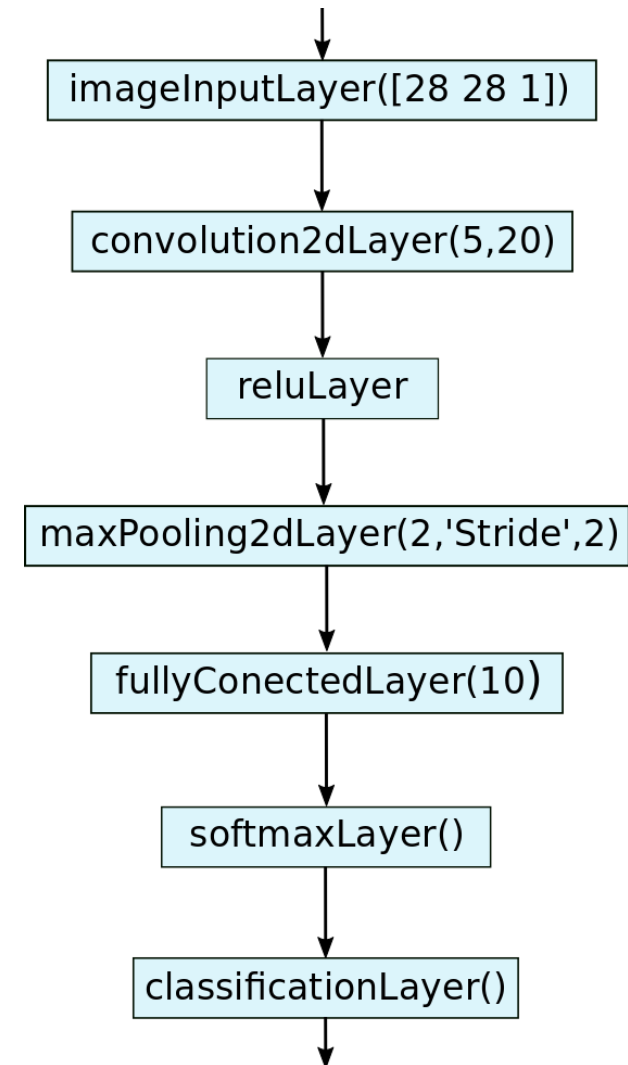 imageInputLayer([28 28 1])
convolution2dLayer(5,20)
reluLayer
maxPooling2dLayer(2,'Stride',2)
fullyConectedLayer(10)
softmaxLayer()
classificationLayer()